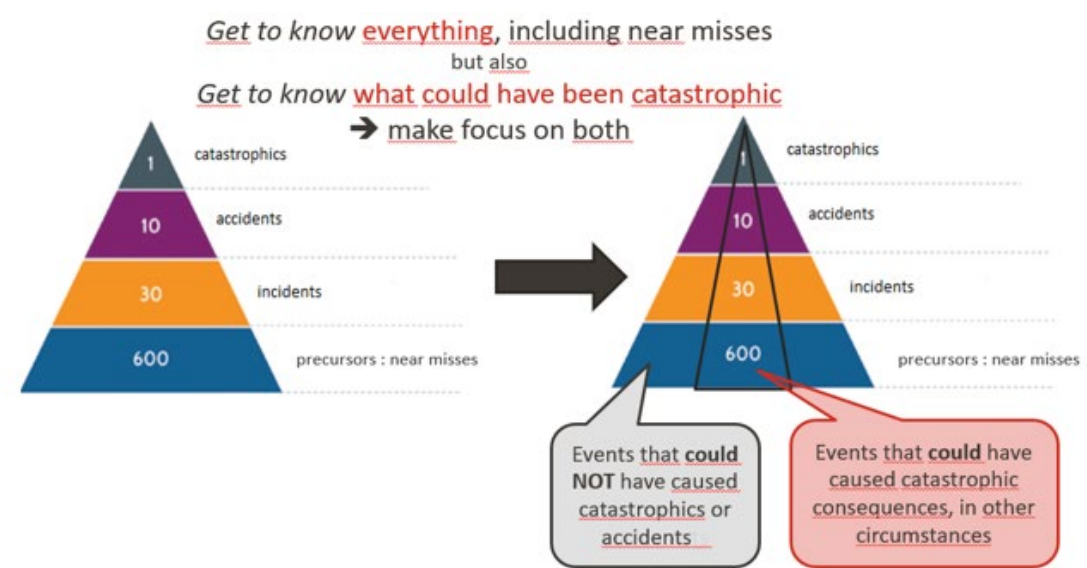 Get to know everything, including near misses
but also
Get to know what could have been catastrophic
➔ make focus on both
1
catastrophics
10
accidents
30
incidents
600
precursors : near misses
1
catastrophics
10
accidents
30
incidents
600
precursors : near misses
Events that could
NOT have caused
catastrophics or
accidents
Events that could have
caused catastrophic
consequences, in other
circumstances